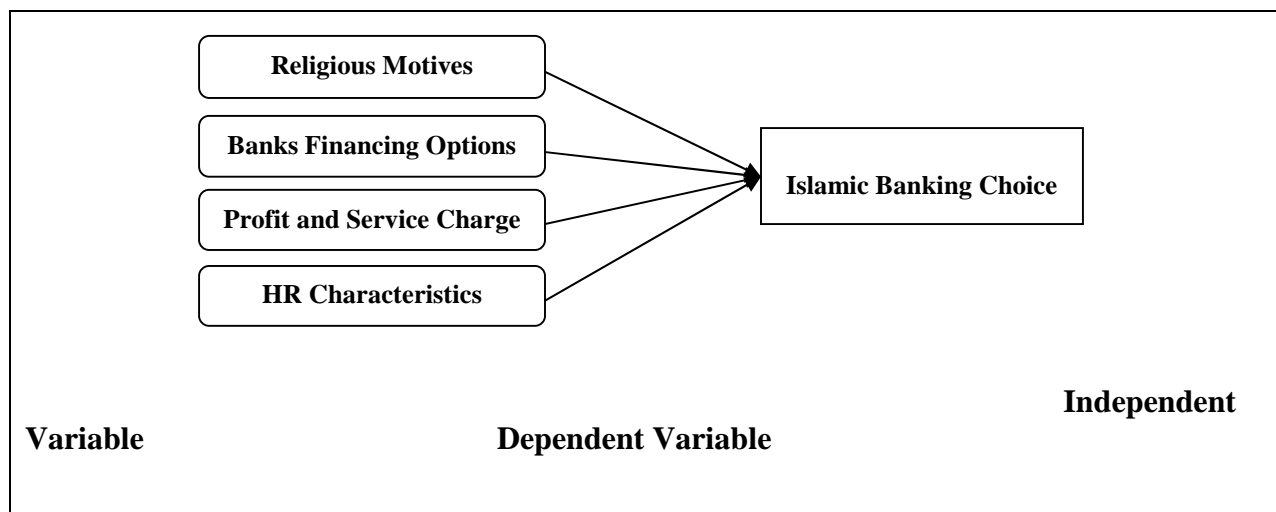 Religious Motives
Banks Financing Options
Islamic Banking Choice
Profit and Service Charge
HR Characteristics
Independent
Variable Dependent Variable